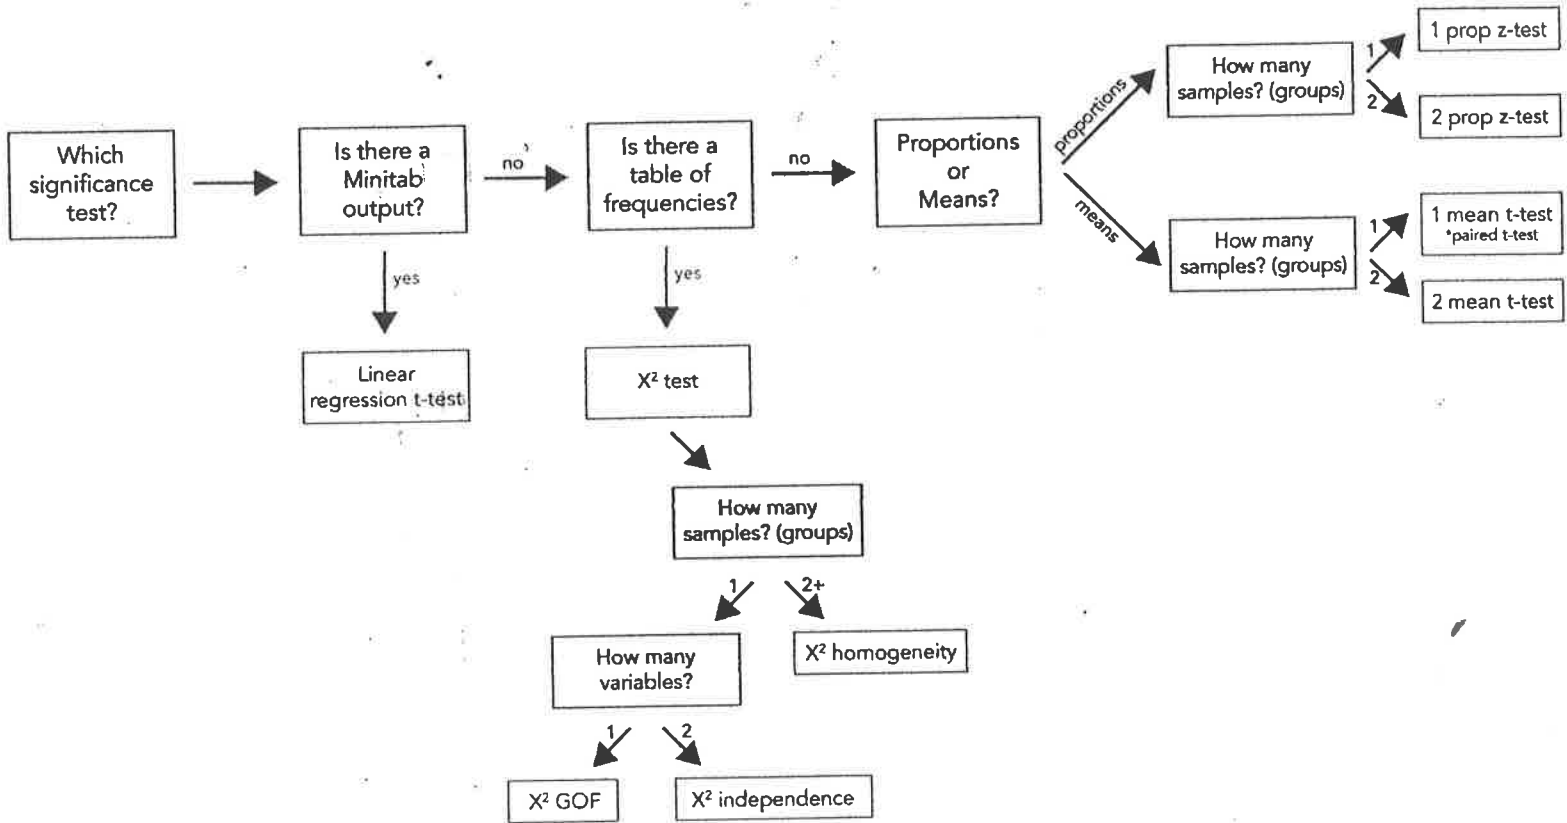 Which
significance
test?
Is there a
Minitab
output?
no
Is there a
table of
frequencies?
no
Proportions
or
Means?
proportions
means
How many
samples? (groups)
1
2
1 prop z-test
2 prop z-test
How many
samples? (groups)
1
2
1 mean t-test
*paired t-test
2 mean t-test
yes
Linear
regression t-test
yes
X² test
How many
samples? (groups)
1
2+
How many
variables?
X² homogeneity
1
2
X² GOF
X² independence